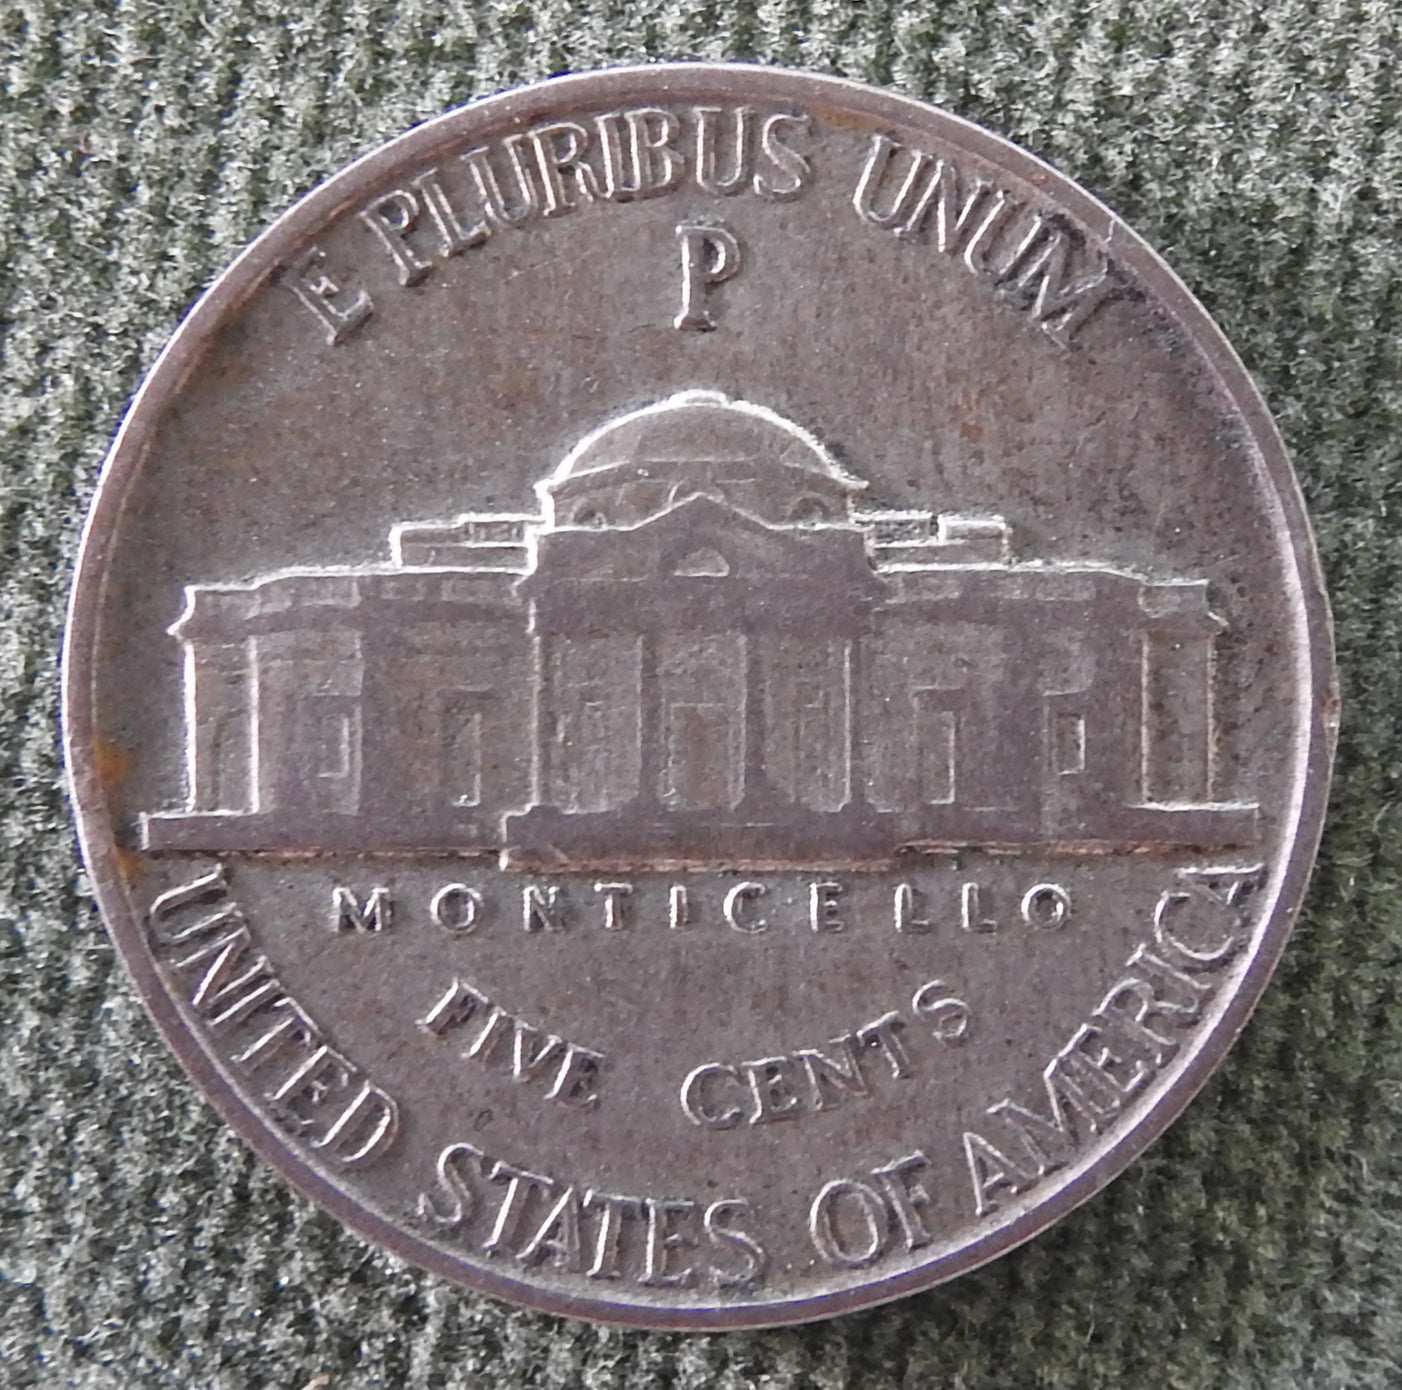 E PLURIBUS UNUM
P
MONTICELLO
FIVE CENTS
UNITED STATES OF AMERICA